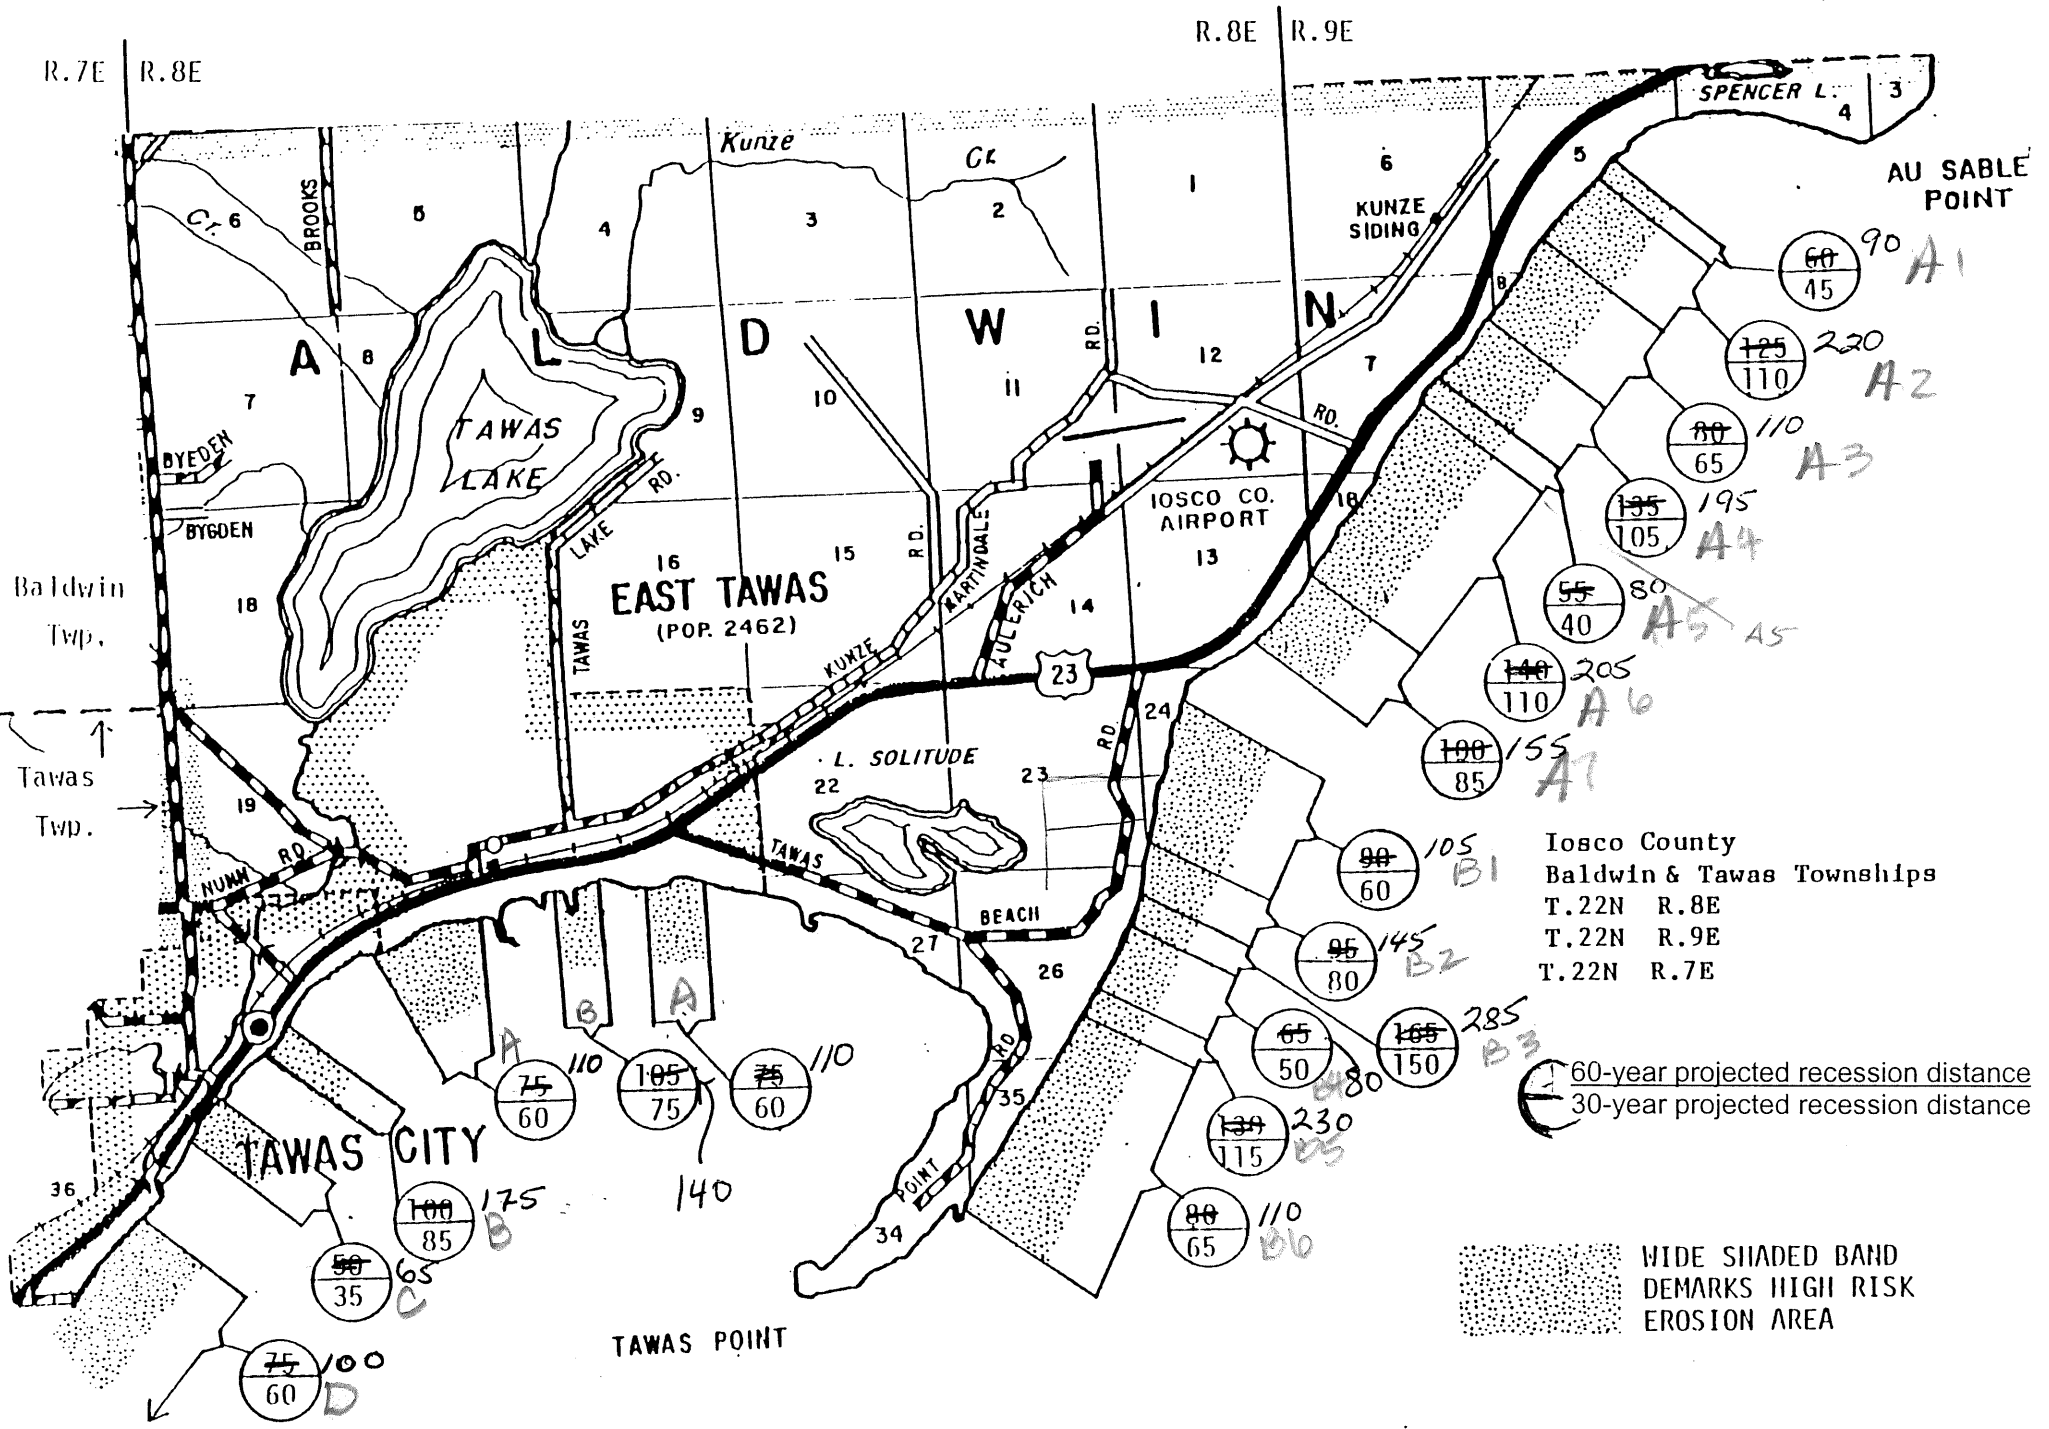 R.7E
R.8E
R.8E
R.9E
SPENCER L.
4
3
AU SABLE
POINT
Kunze
Cr.
Cr.
6
BROOKS
5
4
3
2
1
6
5
KUNZE
SIDING
8
A
L
D
W
I
N
7
8
9
10
11
12
7
TAWAS
LAKE
BYEDEN
BYGDEN
RD.
RD.
RD.
IOSCO CO.
AIRPORT
18
LAKE
RD.
TAWAS
16
15
RD.
MARTINDALE
14
13
18
EAST TAWAS
(POP. 2462)
AULERICH
KUNZE
23
24
RD
Baldwin
Twp.
Tawas
Twp.
19
NUNN
RD
L. SOLITUDE
22
23
TAWAS
BEACH
27
26
RD
35
POINT
34
36
TAWAS CITY
TAWAS POINT
60 90 A1
45
125 220 A2
110
80 110 A3
65
135 195 A4
105
55 80 A5 A5
40
140 205 A6
110
100 155 A7
85
90 105 B1
60
95 145 B2
80
165 285 B3
150
65 80 B4
50
130 230 B5
115
80 110 B6
65
A
75 110
60
B
105 140
75
A
75 110
60
100 175 B
85
50 65 C
35
75 100 D
60
Iosco County
Baldwin & Tawas Townships
T.22N R.8E
T.22N R.9E
T.22N R.7E
60-year projected recession distance
30-year projected recession distance
WIDE SHADED BAND
DEMARKS HIGH RISK
EROSION AREA